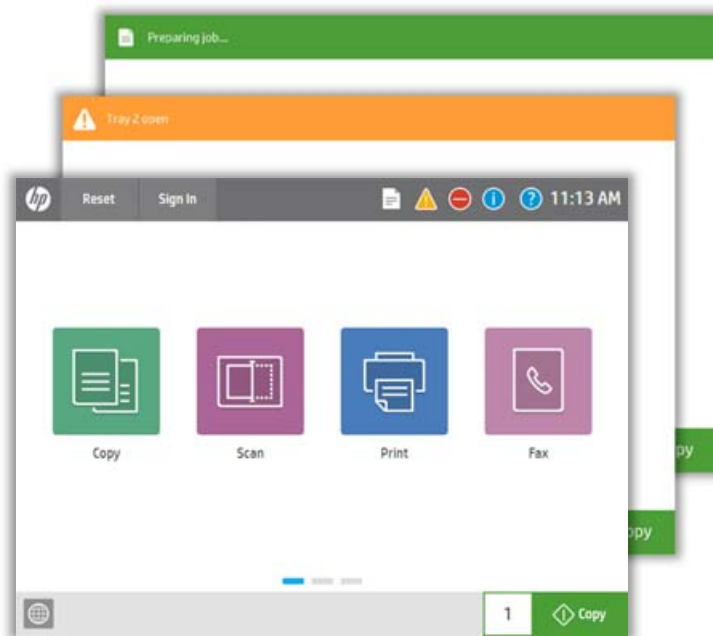 Preparing job...
Tray 2 open
hp Reset Sign In 11:13 AM
Copy Scan Print Fax
py
opy
1 Copy